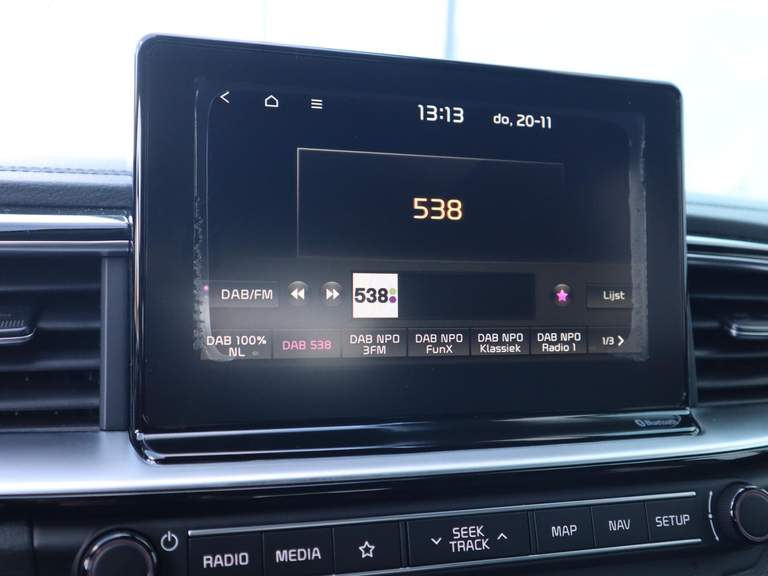 13:13 do, 20-11
538
DAB/FM 538 Lijst
DAB 100% NL DAB 538 DAB NPO 3FM DAB NPO FunX DAB NPO Klassiek DAB NPO Radio 1 1/3
Bluetooth
RADIO MEDIA SEEK TRACK MAP NAV SETUP